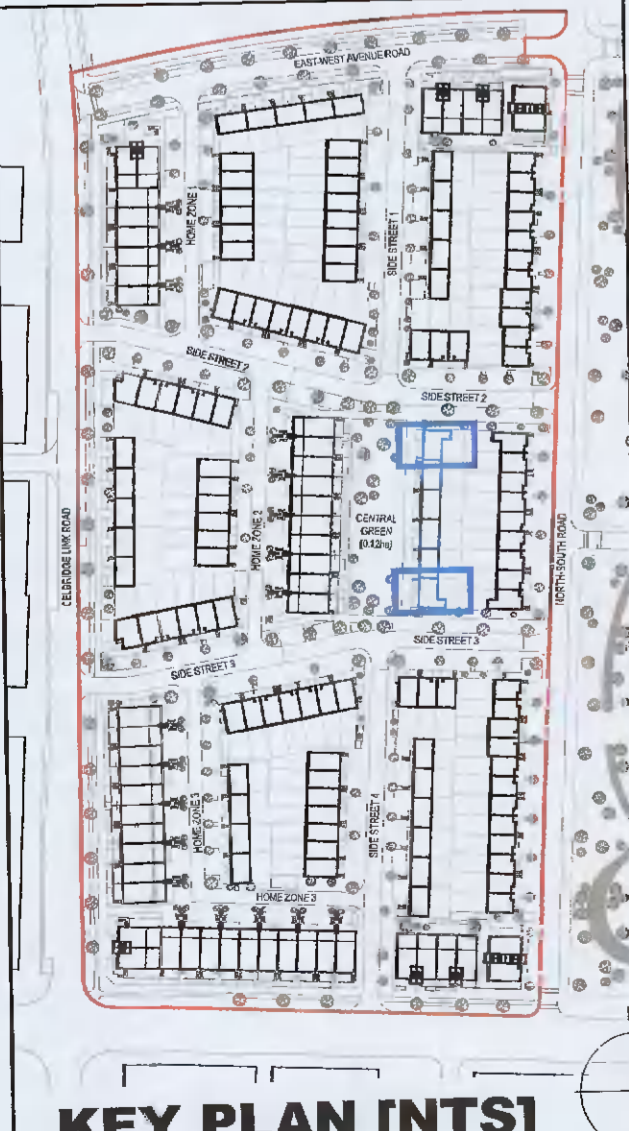 EAST-WEST AVENUE ROAD
HOME ZONE 1
SIDE STREET 1
SIDE STREET 2
SIDE STREET 2
CELBRIDGE LINK ROAD
HOME ZONE 2
CENTRAL
GREEN
(0.12ha)
NORTH-SOUTH ROAD
SIDE STREET 3
SIDE STREET 3
HOME ZONE 3
SIDE STREET 4
HOME ZONE 3
KEY PLAN [NTS]